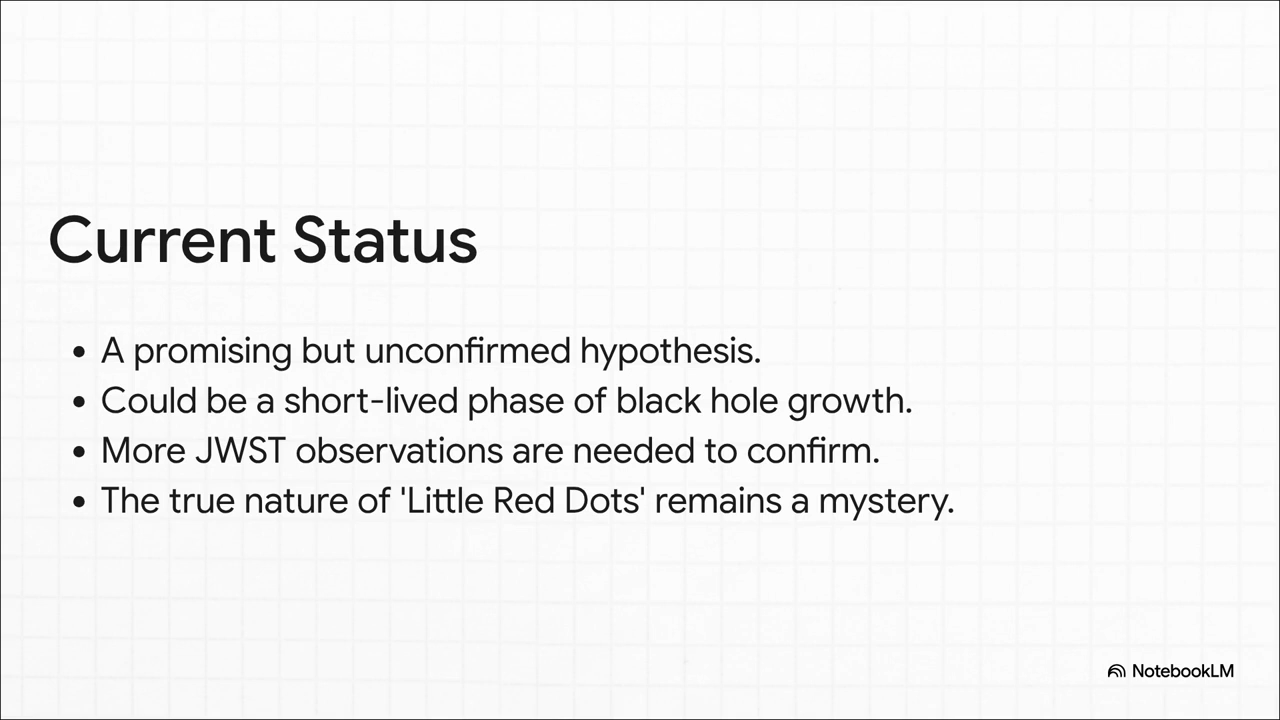 Current Status
• A promising but unconfirmed hypothesis.
• Could be a short-lived phase of black hole growth.
• More JWST observations are needed to confirm.
• The true nature of 'Little Red Dots' remains a mystery.
NotebookLM